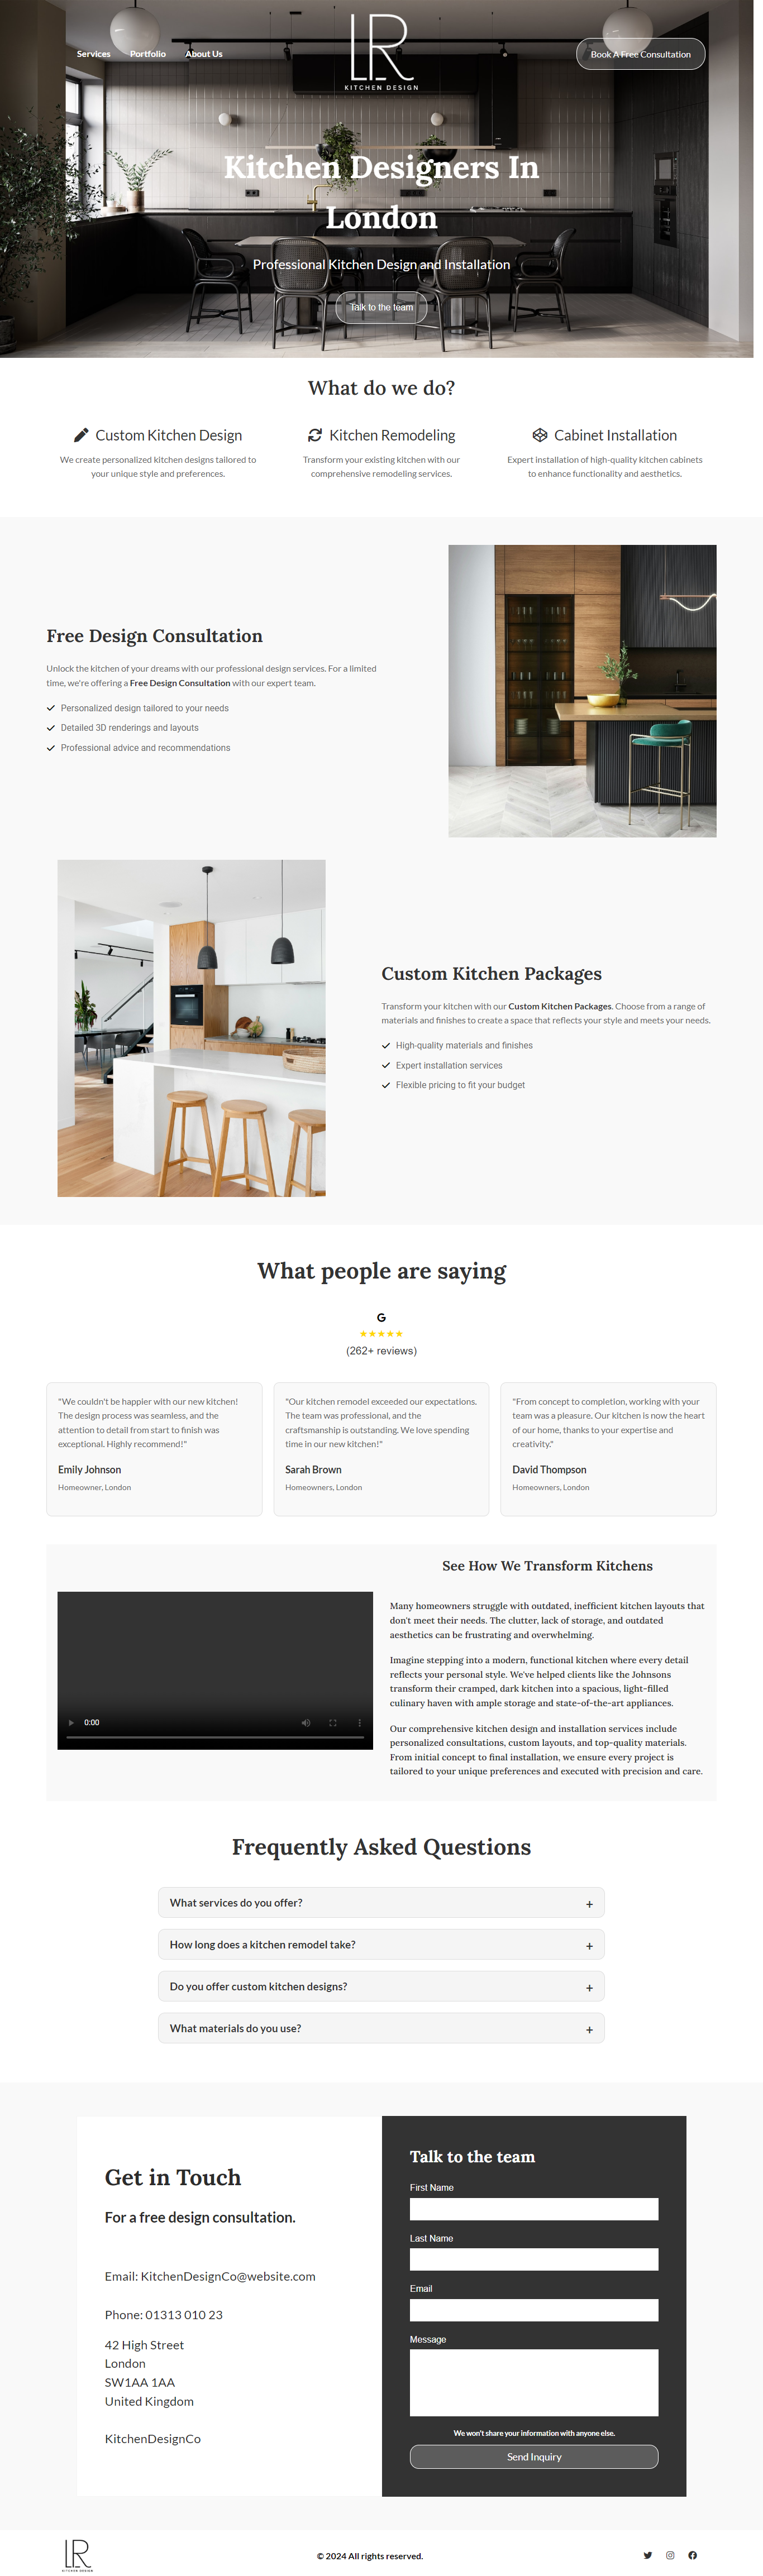 Services Portfolio About Us
LR
KITCHEN DESIGN
Book A Free Consultation
Kitchen Designers In
London
Professional Kitchen Design and Installation
Talk to the team
What do we do?
Custom Kitchen Design
We create personalized kitchen designs tailored to
your unique style and preferences.
Kitchen Remodeling
Transform your existing kitchen with our
comprehensive remodeling services.
Cabinet Installation
Expert installation of high-quality kitchen cabinets
to enhance functionality and aesthetics.
Free Design Consultation
Unlock the kitchen of your dreams with our professional design services. For a limited
time, we're offering a Free Design Consultation with our expert team.
Personalized design tailored to your needs
Detailed 3D renderings and layouts
Professional advice and recommendations
Custom Kitchen Packages
Transform your kitchen with our Custom Kitchen Packages. Choose from a range of
materials and finishes to create a space that reflects your style and meets your needs.
High-quality materials and finishes
Expert installation services
Flexible pricing to fit your budget
What people are saying
G
★★★★★
(262+ reviews)
"We couldn't be happier with our new kitchen!
The design process was seamless, and the
attention to detail from start to finish was
exceptional. Highly recommend!"
Emily Johnson
Homeowner, London
"Our kitchen remodel exceeded our expectations.
The team was professional, and the
craftsmanship is outstanding. We love spending
time in our new kitchen!"
Sarah Brown
Homeowners, London
"From concept to completion, working with your
team was a pleasure. Our kitchen is now the heart
of our home, thanks to your expertise and
creativity."
David Thompson
Homeowners, London
See How We Transform Kitchens
0:00
Many homeowners struggle with outdated, inefficient kitchen layouts that
don't meet their needs. The clutter, lack of storage, and outdated
aesthetics can be frustrating and overwhelming.
Imagine stepping into a modern, functional kitchen where every detail
reflects your personal style. We've helped clients like the Johnsons
transform their cramped, dark kitchen into a spacious, light-filled
culinary haven with ample storage and state-of-the-art appliances.
Our comprehensive kitchen design and installation services include
personalized consultations, custom layouts, and top-quality materials.
From initial concept to final installation, we ensure every project is
tailored to your unique preferences and executed with precision and care.
Frequently Asked Questions
What services do you offer? +
How long does a kitchen remodel take? +
Do you offer custom kitchen designs? +
What materials do you use? +
Get in Touch
For a free design consultation.
Email: KitchenDesignCo@website.com
Phone: 01313 010 23
42 High Street
London
SW1AA 1AA
United Kingdom
KitchenDesignCo
Talk to the team
First Name
Last Name
Email
Message
We won't share your information with anyone else.
Send Inquiry
LR
KITCHEN DESIGN
© 2024 All rights reserved.